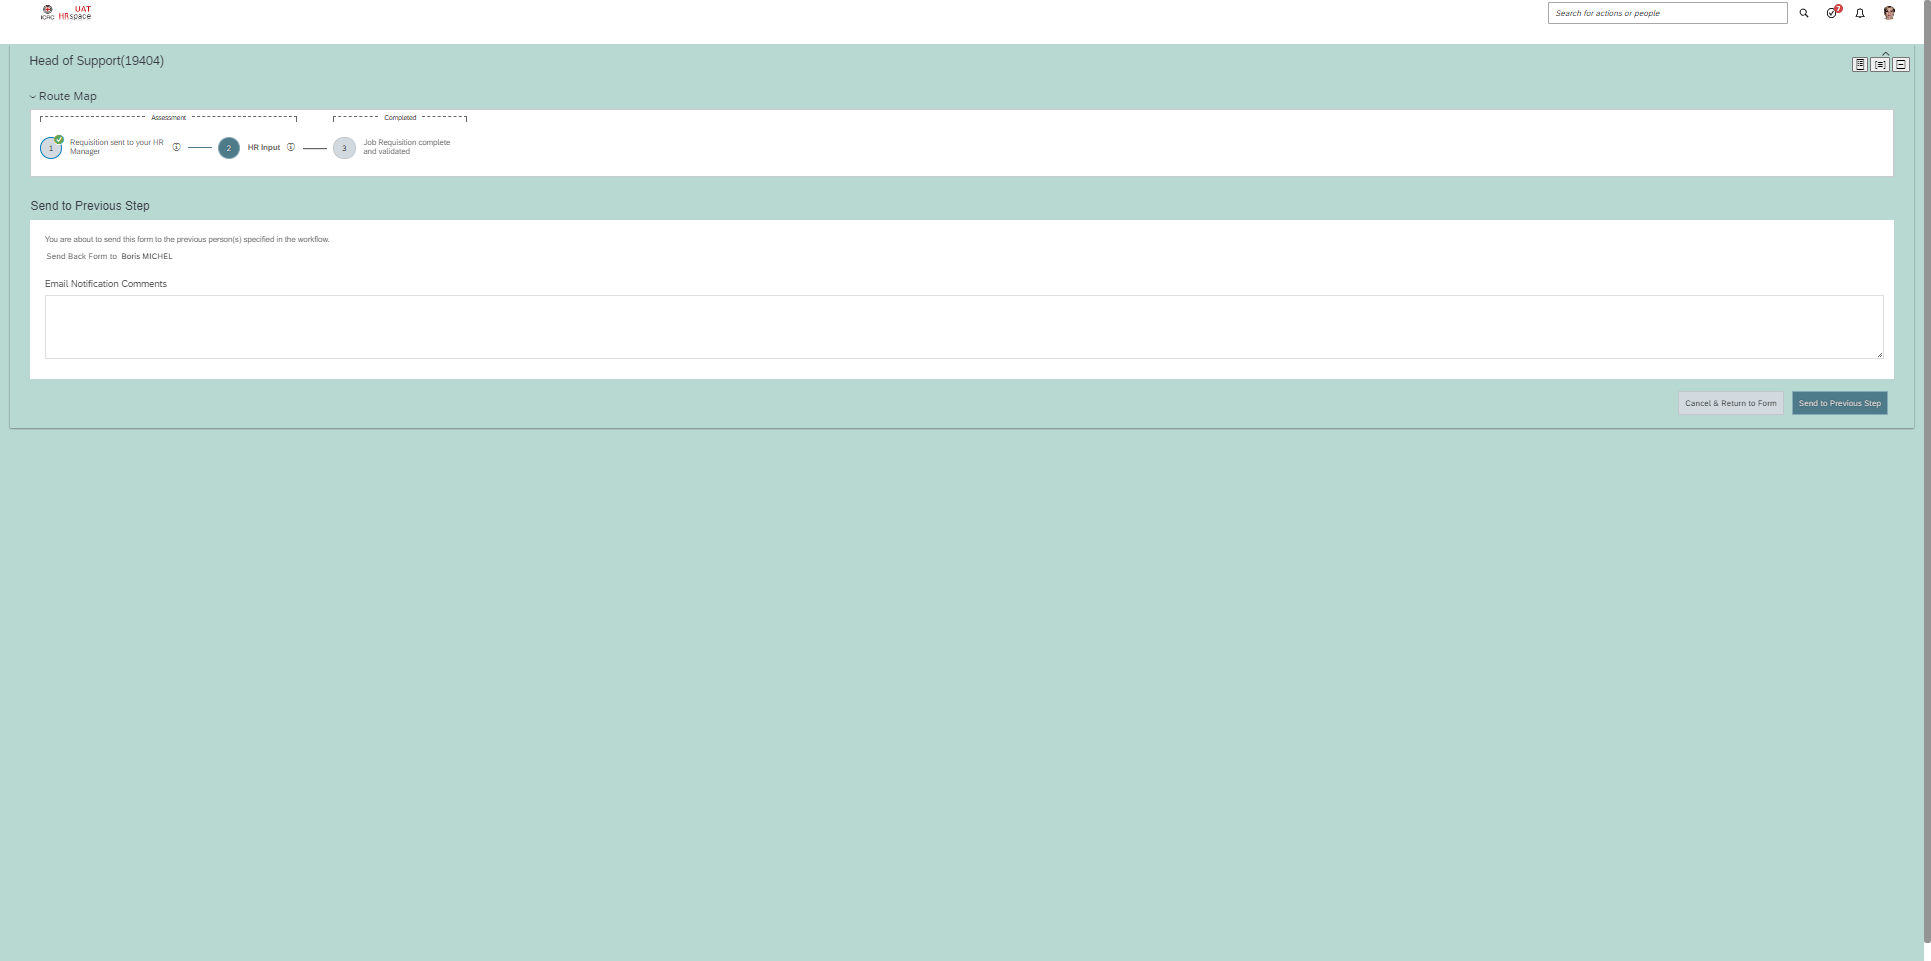 UAT
ICRC HRspace
Search for actions or people
7
Head of Support(19404)
Route Map
Assessment
Completed
1
Requisition sent to your HR
Manager
2
HR Input
3
Job Requisition complete
and validated
Send to Previous Step
You are about to send this form to the previous person(s) specified in the workflow.
Send Back Form to Boris MICHEL
Email Notification Comments
Cancel & Return to Form
Send to Previous Step